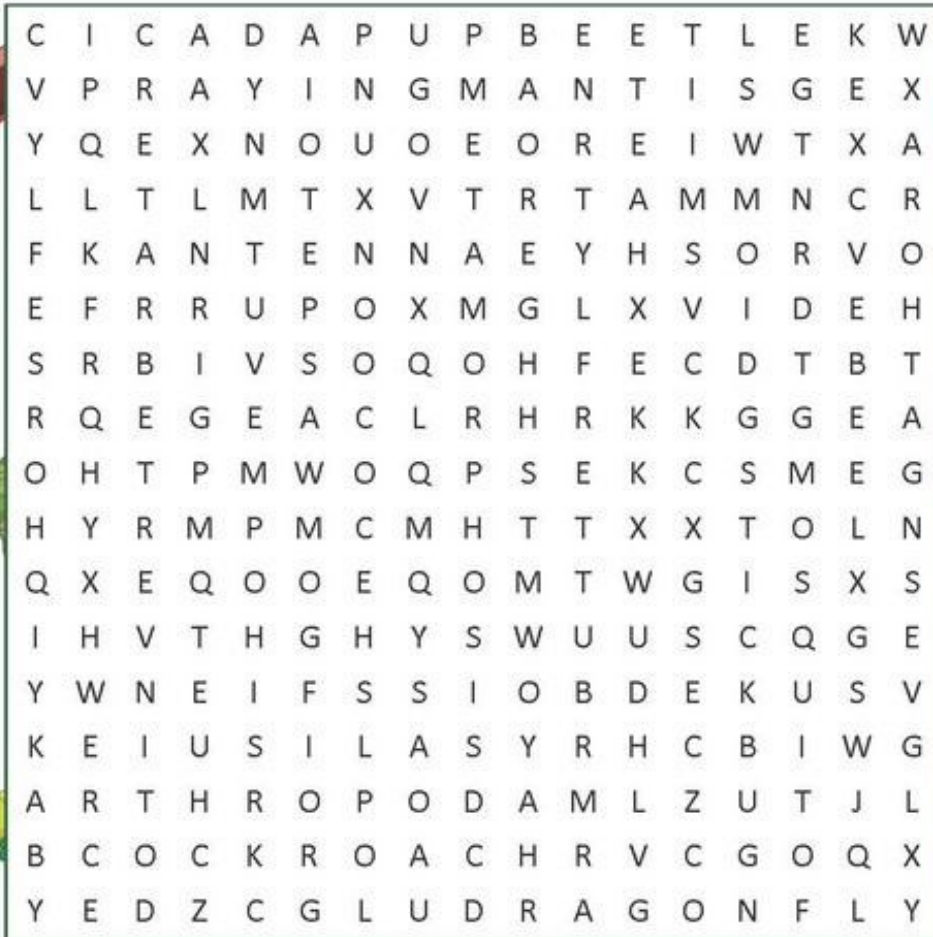 C I C A D A P U P B E E T L E K W
V P R A Y I N G M A N T I S G E X
Y Q E X N O U O E O R E I W T X A
L L T L M T X V T R T A M M N C R
F K A N T E N N A E Y H S O R V O
E F R R U P O X M G L X V I D E H
S R B I V S O Q O H F E C D T B T
R Q E G E A C L R H R K K G G E A
O H T P M W O Q P S E K C S M E G
H Y R M P M C M H T T X X T O L N
Q X E Q O O E Q O M T W G I S X S
I H V T H G H Y S W U U S C Q G E
Y W N E I F S S I O B D E K U S V
K E I U S I L A S Y R H C B I W G
A R T H R O P O D A M L Z U T J L
B C O C K R O A C H R V C G O Q X
Y E D Z C G L U D R A G O N F L Y